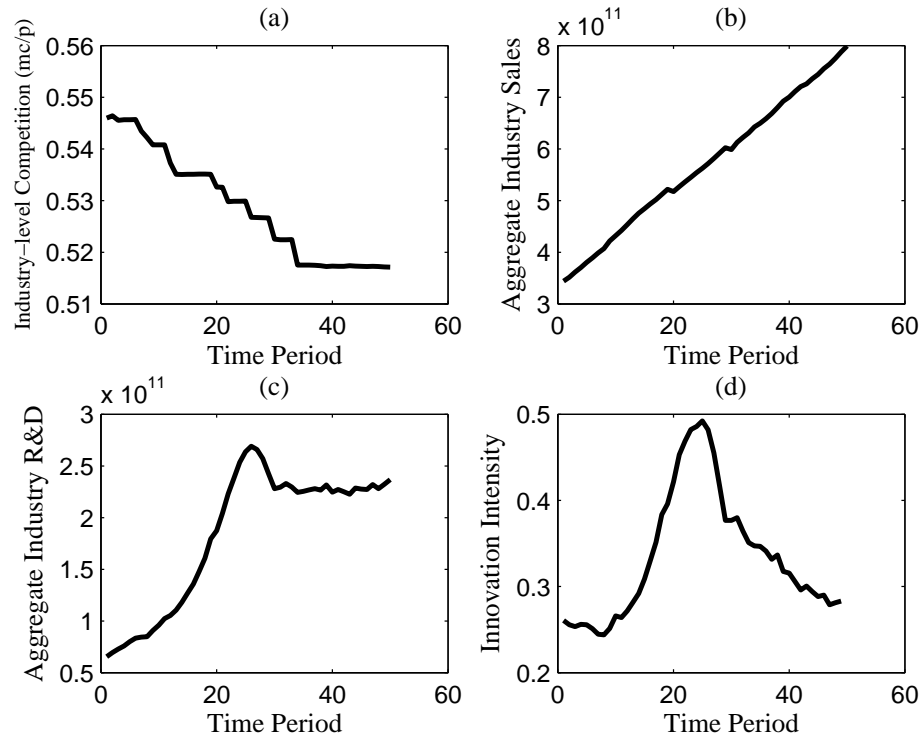 (a)
Industry−level Competition (mc/p)
0.56
0.55
0.54
0.53
0.52
0.51
0 20 40 60
Time Period
(b)
x 10^11
Aggregate Industry Sales
8
7
6
5
4
3
0 20 40 60
Time Period
(c)
x 10^11
Aggregate Industry R&D
3
2.5
2
1.5
1
0.5
0 20 40 60
Time Period
(d)
Innovation Intensity
0.5
0.4
0.3
0.2
0 20 40 60
Time Period